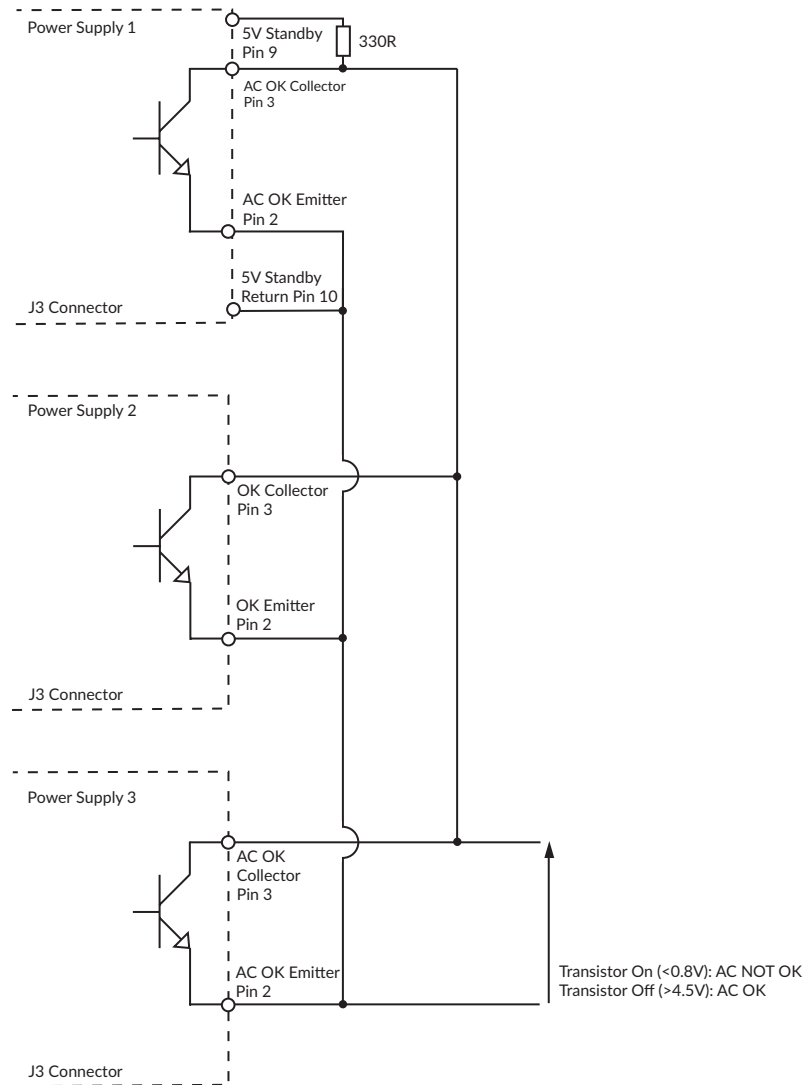 Power Supply 1
5V Standby
Pin 9
330R
AC OK Collector
Pin 3
AC OK Emitter
Pin 2
5V Standby
Return Pin 10
J3 Connector
Power Supply 2
OK Collector
Pin 3
OK Emitter
Pin 2
J3 Connector
Power Supply 3
AC OK
Collector
Pin 3
AC OK Emitter
Pin 2
Transistor On (<0.8V): AC NOT OK
Transistor Off (>4.5V): AC OK
J3 Connector